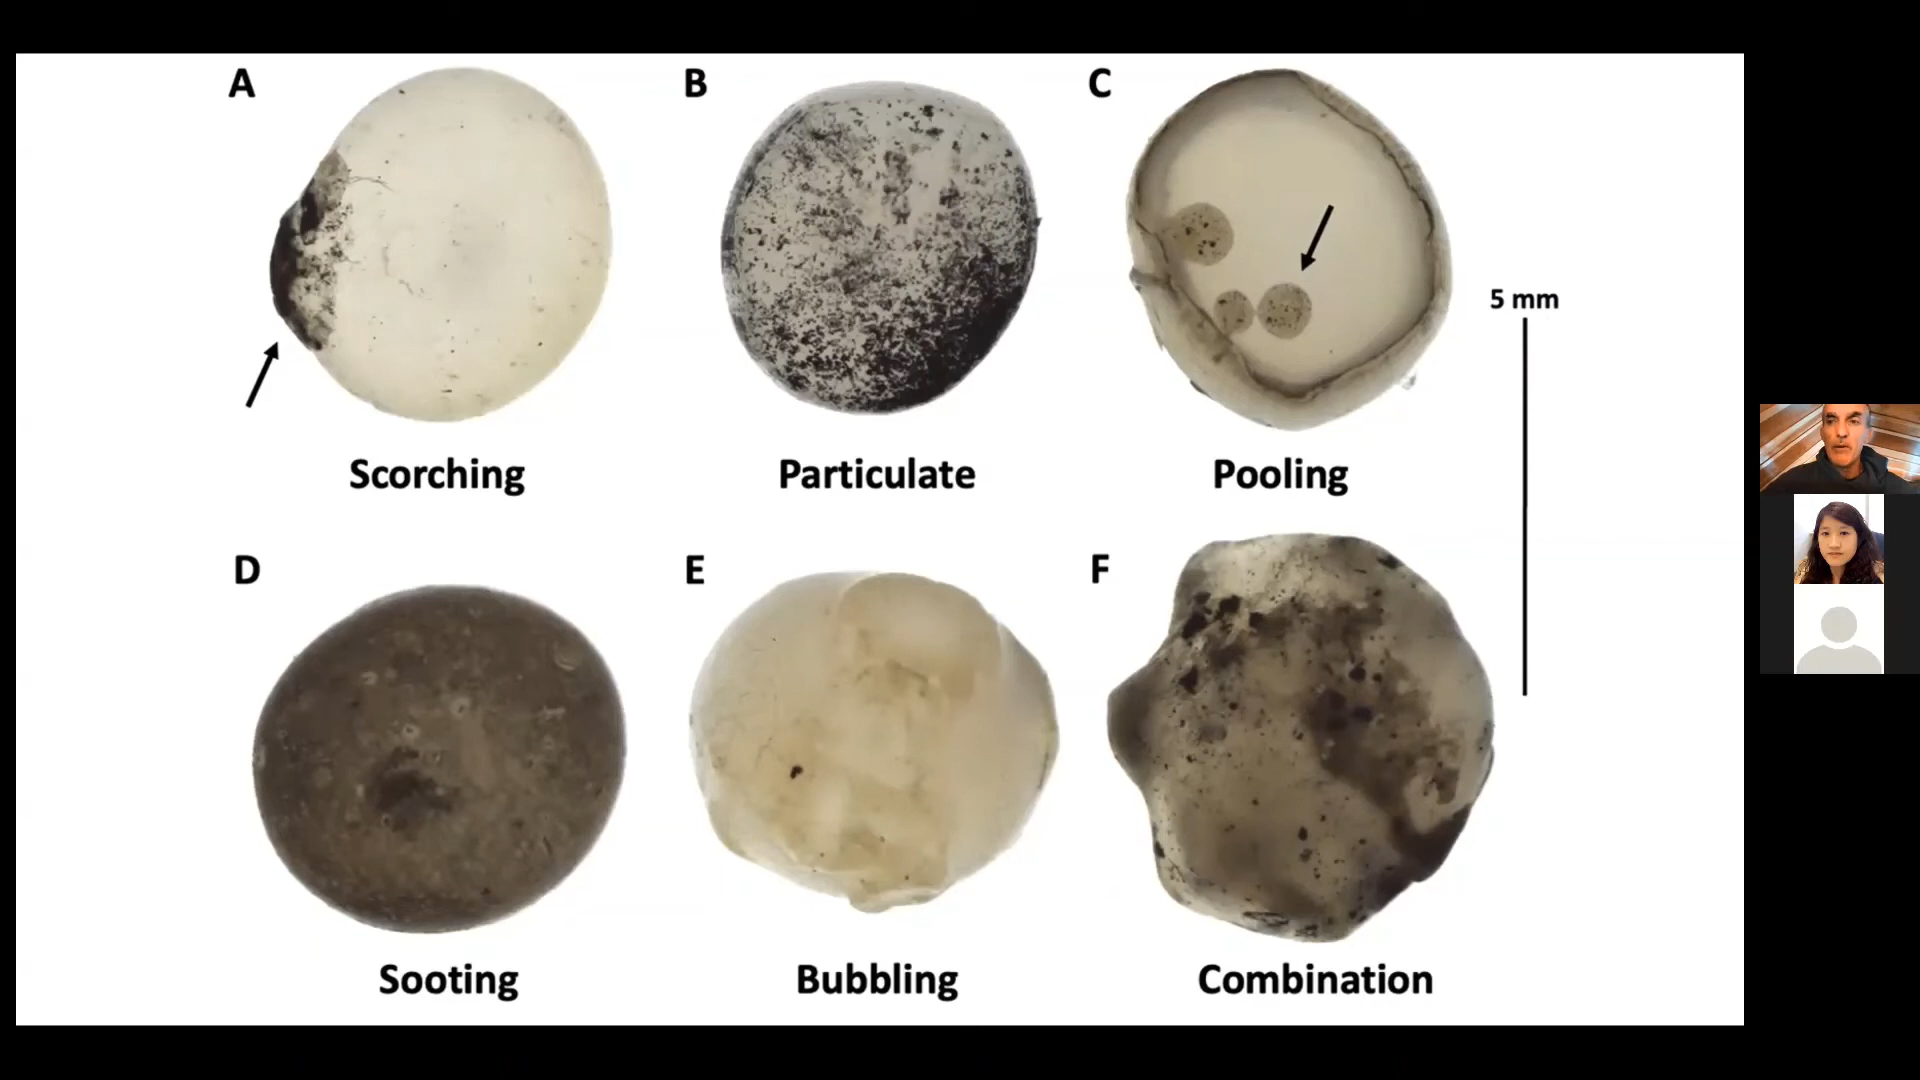 A
B
C
5 mm
Scorching
Particulate
Pooling
D
E
F
Sooting
Bubbling
Combination